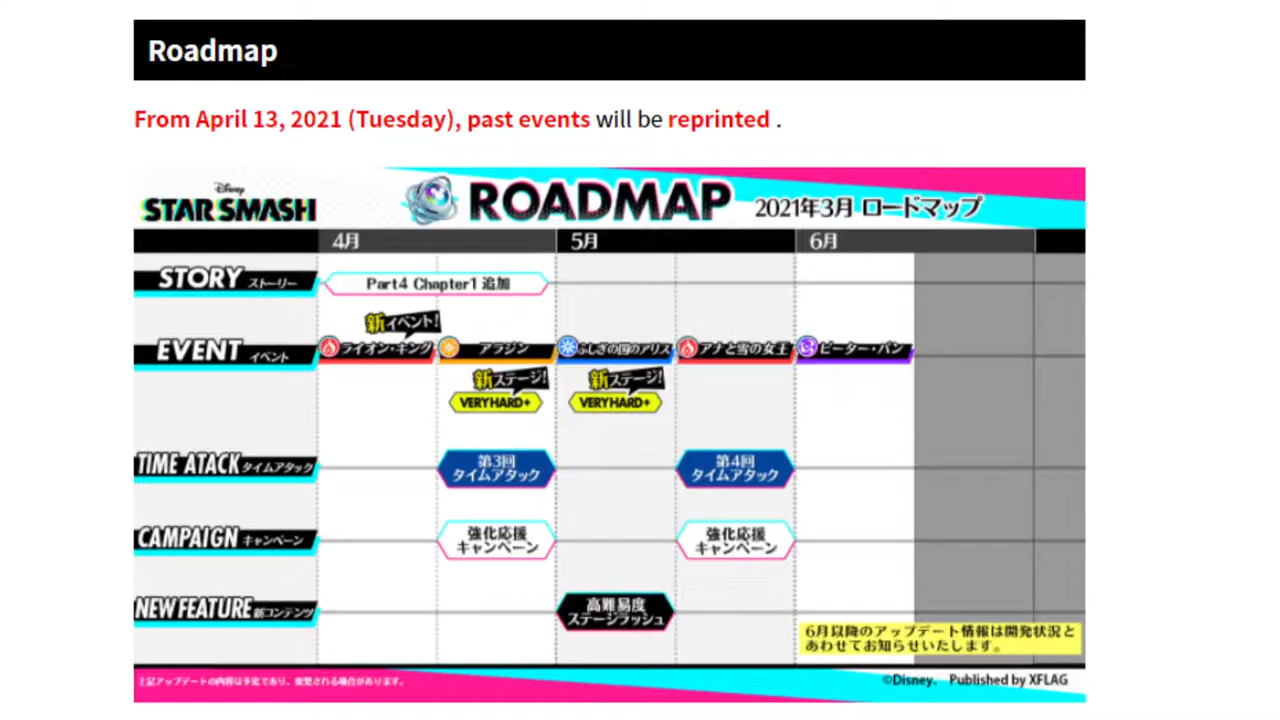 Roadmap
From April 13, 2021 (Tuesday), past events will be reprinted .
Disney
STAR SMASH
ROADMAP
2021年3月 ロードマップ
4月 5月 6月
STORY ストーリー
Part4 Chapter1 追加
新イベント!
EVENT イベント
ライオン・キング
アラジン
ふしぎの国のアリス
アナと雪の女王
ピーター・パン
新ステージ!
VERYHARD+
新ステージ!
VERYHARD+
TIME ATACK タイムアタック
第3回
タイムアタック
第4回
タイムアタック
CAMPAIGN キャンペーン
強化応援
キャンペーン
強化応援
キャンペーン
NEW FEATURE 新コンテンツ
高難易度
ステージラッシュ
6月以降のアップデート情報は開発状況と
あわせてお知らせいたします。
上記アップデートの内容は予定であり、変更される場合があります。
©Disney. Published by XFLAG